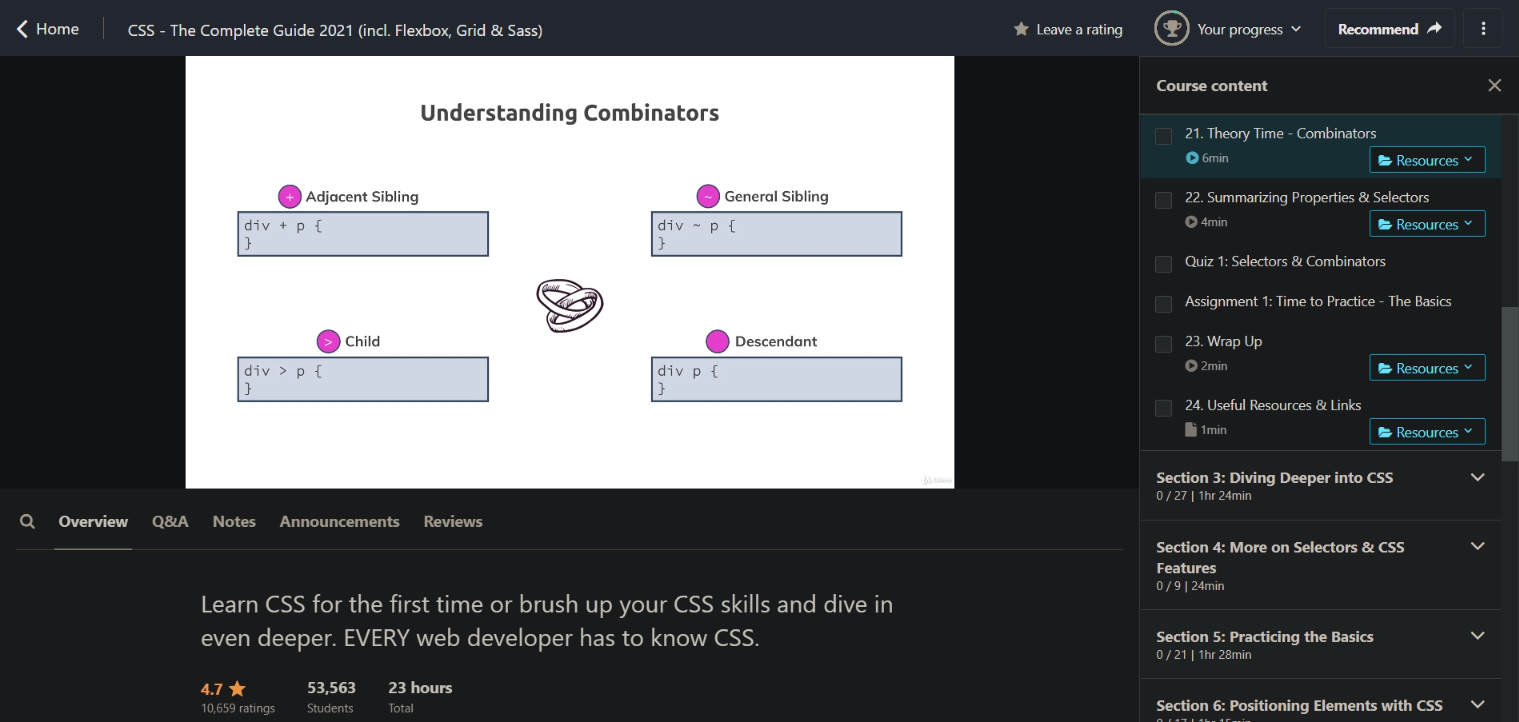 Home
CSS - The Complete Guide 2021 (incl. Flexbox, Grid & Sass)
Leave a rating
Your progress
Recommend
Understanding Combinators
+ Adjacent Sibling
div + p {
}
~ General Sibling
div ~ p {
}
> Child
div > p {
}
Descendant
div p {
}
Course content
21. Theory Time - Combinators
6min
Resources
22. Summarizing Properties & Selectors
4min
Resources
Quiz 1: Selectors & Combinators
Assignment 1: Time to Practice - The Basics
23. Wrap Up
2min
Resources
24. Useful Resources & Links
1min
Resources
Section 3: Diving Deeper into CSS
0 / 27 | 1hr 24min
Section 4: More on Selectors & CSS
Features
0 / 9 | 24min
Section 5: Practicing the Basics
0 / 21 | 1hr 28min
Section 6: Positioning Elements with CSS
0 / 17 | 1hr 15min
Overview
Q&A
Notes
Announcements
Reviews
Learn CSS for the first time or brush up your CSS skills and dive in
even deeper. EVERY web developer has to know CSS.
4.7
53,563
23 hours
10,659 ratings
Students
Total